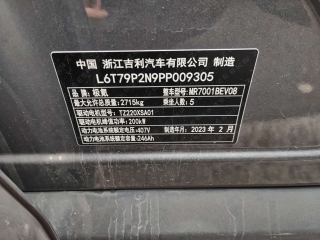 中国 浙江吉利汽车有限公司 制造
L6T79P2N9PP009305
品牌:极氪 整车型号:MR7001BEV08
最大允许总质量:2715kg 乘坐人数:5
驱动电机型号:TZ220XSA01
驱动电机峰值功率:200kW
动力电池系统额定电压:407V 制造年月:2023 年 2 月
动力电池系统额定容量:246Ah